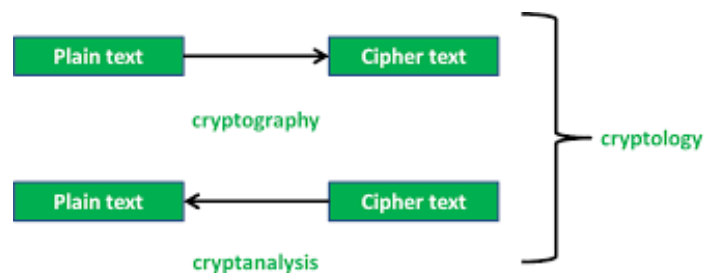 Plain text
Cipher text
cryptography
cryptology
Plain text
Cipher text
cryptanalysis